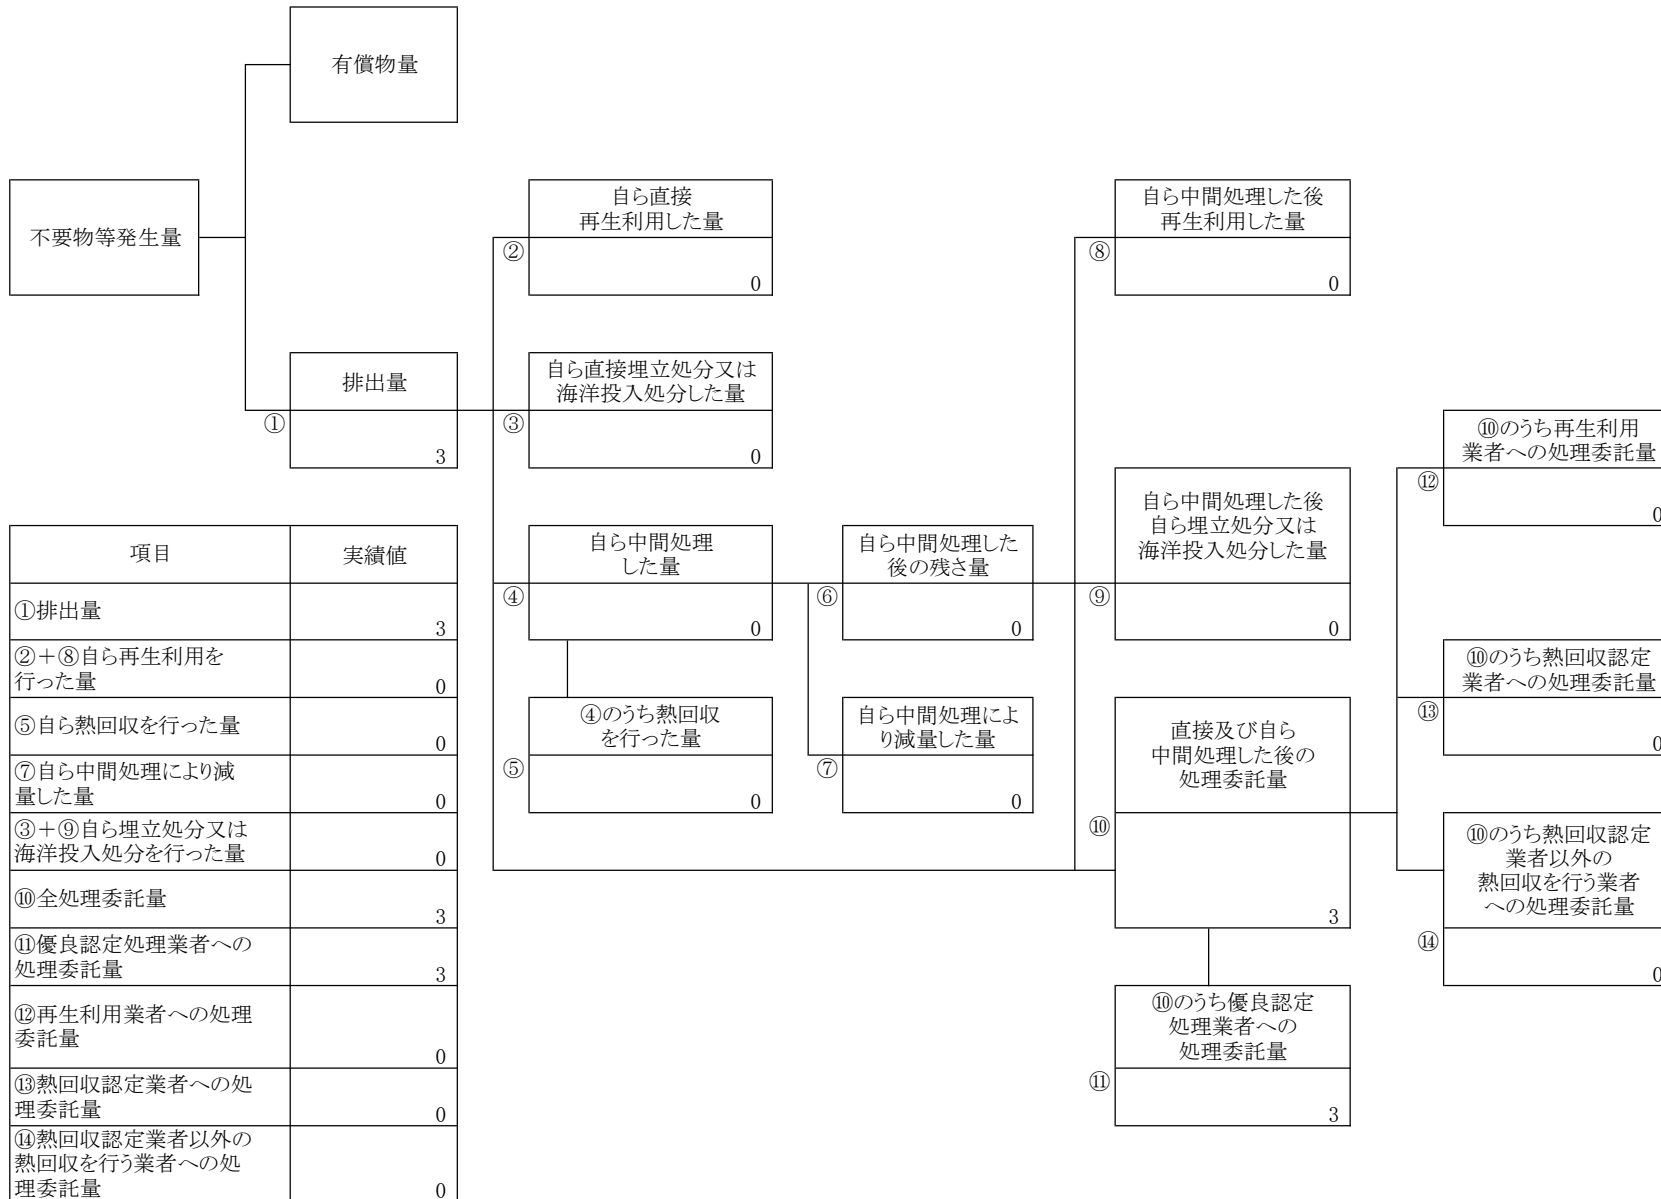 有償物量
不要物等発生量
排出量
①
3
自ら直接
再生利用した量
②
0
自ら直接埋立処分又は
海洋投入処分した量
③
0
自ら中間処理
した量
④
0
④のうち熱回収
を行った量
⑤
0
自ら中間処理した
後の残さ量
⑥
0
自ら中間処理によ
り減量した量
⑦
0
自ら中間処理した後
再生利用した量
⑧
0
自ら中間処理した後
自ら埋立処分又は
海洋投入処分した量
⑨
0
直接及び自ら
中間処理した後の
処理委託量
⑩
3
⑩のうち優良認定
処理業者への
処理委託量
⑪
3
⑩のうち再生利用
業者への処理委託量
⑫
0
⑩のうち熱回収認定
業者への処理委託量
⑬
0
⑩のうち熱回収認定
業者以外の
熱回収を行う業者
への処理委託量
⑭
0
項目 実績値
①排出量
3
②+⑧自ら再生利用を
行った量
0
⑤自ら熱回収を行った量
0
⑦自ら中間処理により減
量した量
0
③+⑨自ら埋立処分又は
海洋投入処分を行った量
0
⑩全処理委託量
3
⑪優良認定処理業者への
処理委託量
3
⑫再生利用業者への処理
委託量
0
⑬熱回収認定業者への処
理委託量
0
⑭熱回収認定業者以外の
熱回収を行う業者への処
理委託量
0